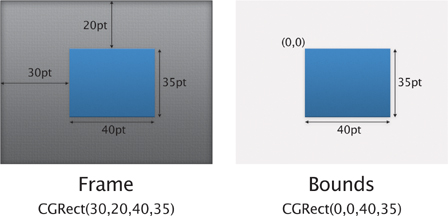 20pt
30pt
35pt
40pt
Frame
CGRect(30,20,40,35)
(0,0)
35pt
40pt
Bounds
CGRect(0,0,40,35)